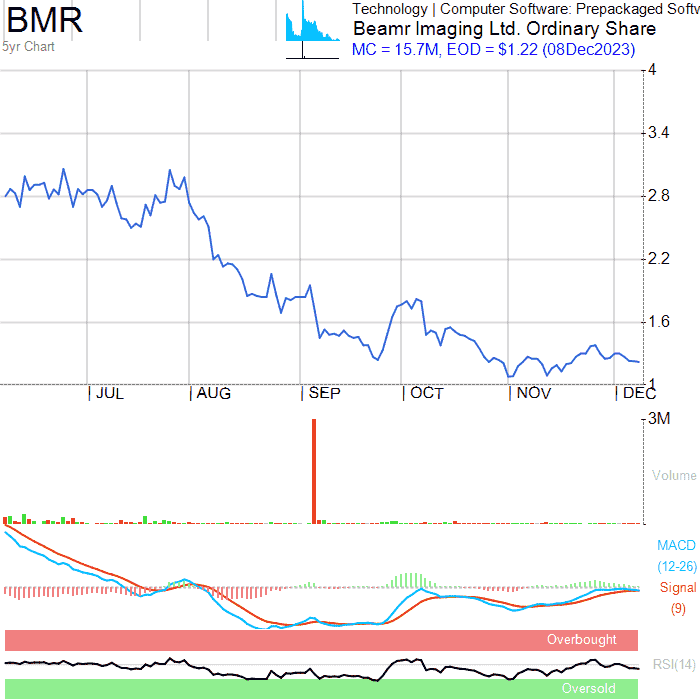 BMR
5yr Chart
Technology | Computer Software: Prepackaged Softw
Beamr Imaging Ltd. Ordinary Share
MC = 15.7M, EOD = $1.22 (08Dec2023)
4
3.4
2.8
2.2
1.6
1
JUL AUG SEP OCT NOV DEC
3M
Volume
MACD
(12-26)
Signal
(9)
Overbought
RSI(14)
Oversold